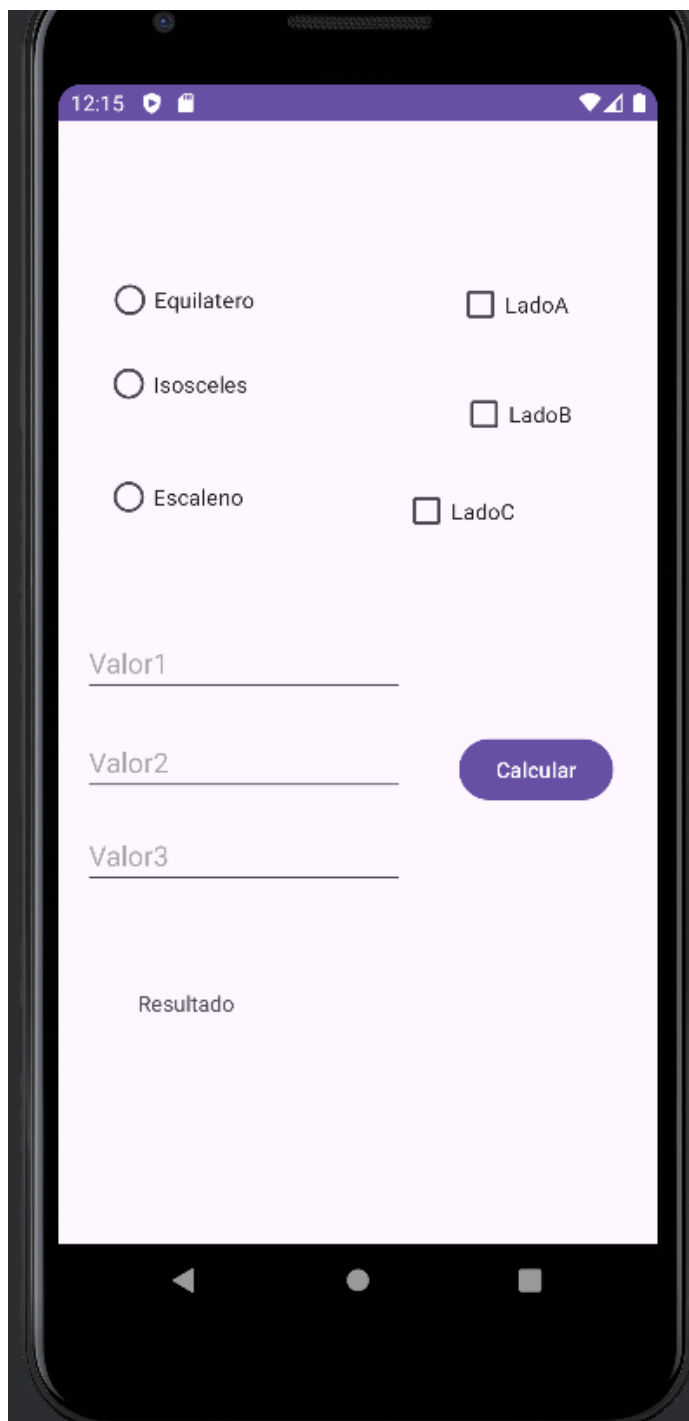 12:15
Equilatero
LadoA
Isosceles
LadoB
Escaleno
LadoC
Valor1
Valor2
Calcular
Valor3
Resultado